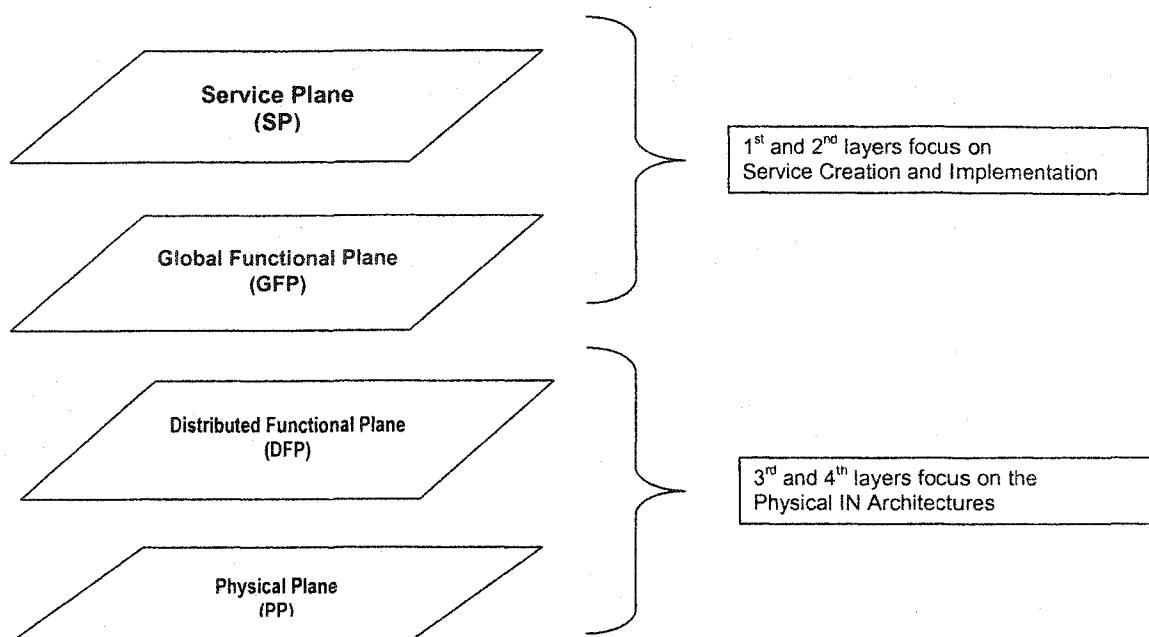 Service Plane
(SP)
1st and 2nd layers focus on
Service Creation and Implementation
Global Functional Plane
(GFP)
Distributed Functional Plane
(DFP)
3rd and 4th layers focus on the
Physical IN Architectures
Physical Plane
(PP)